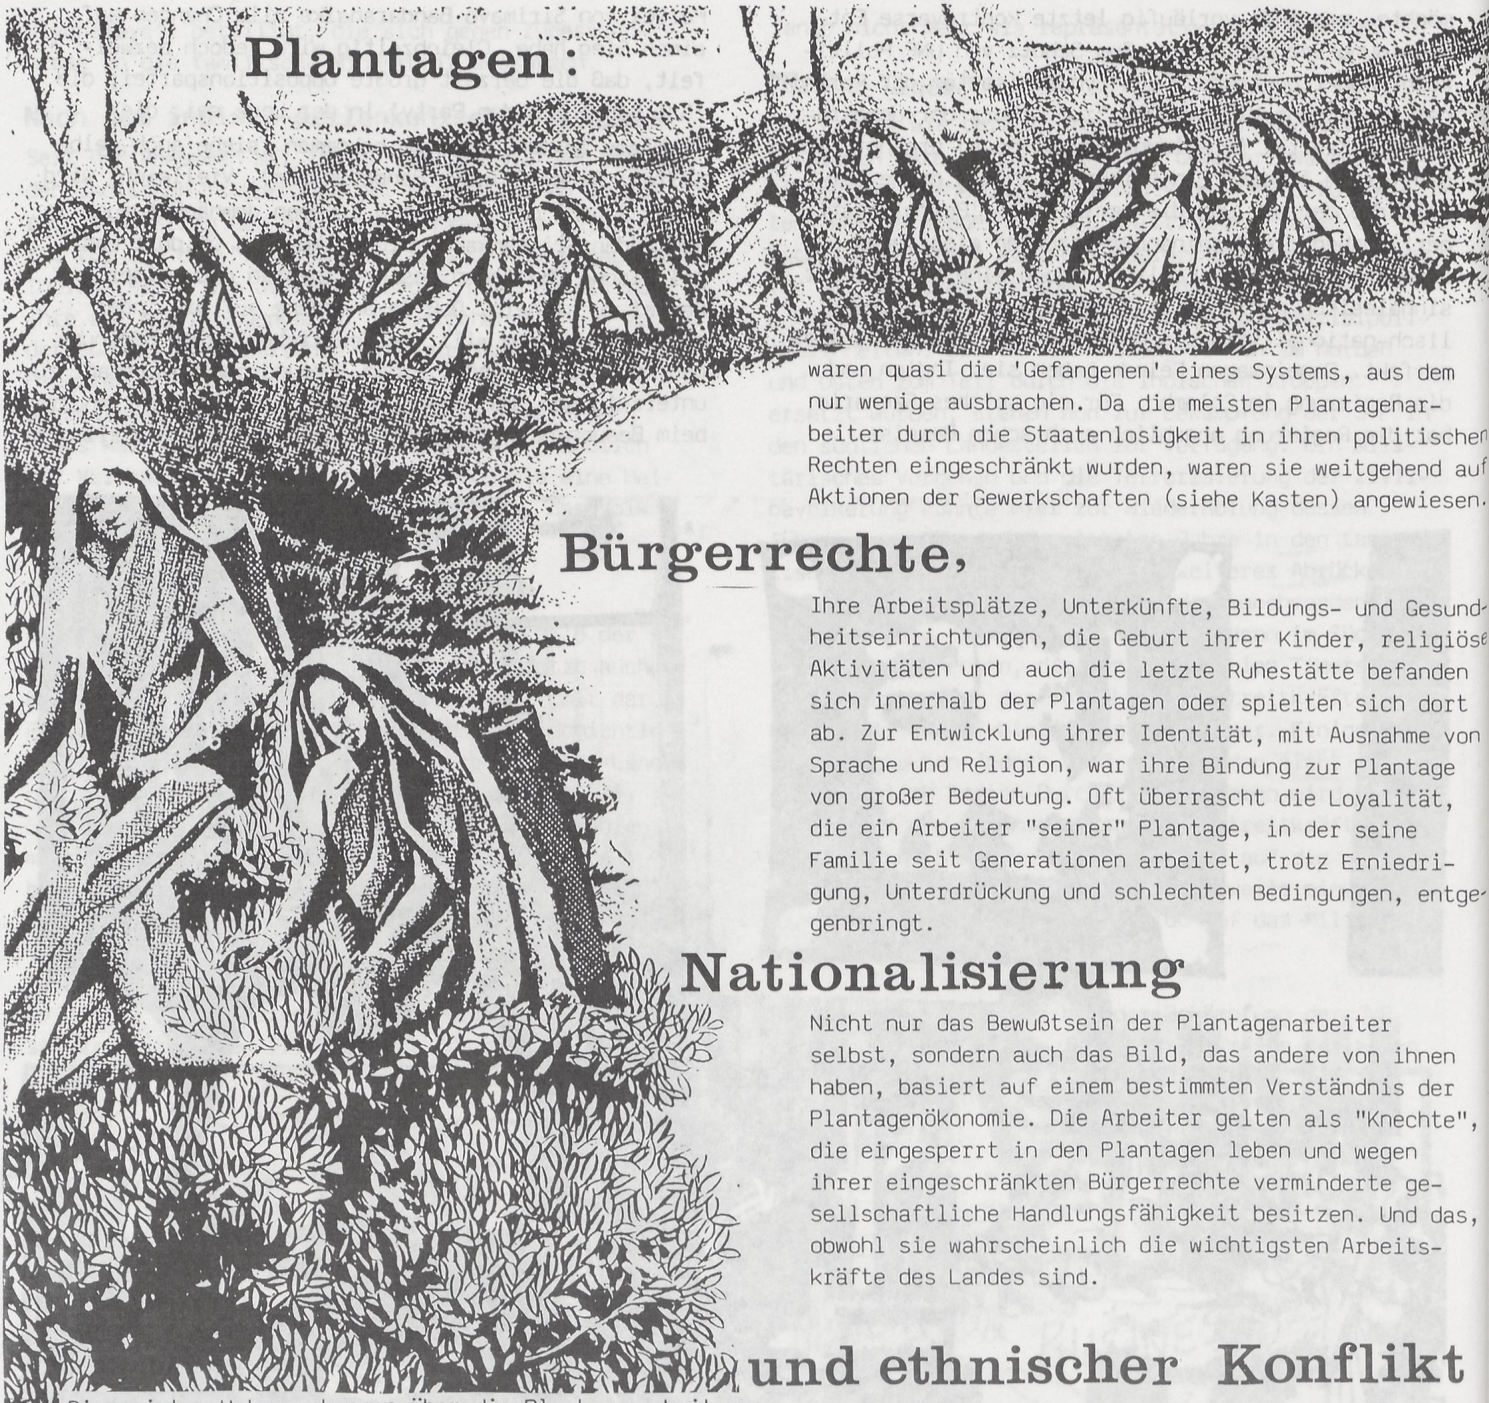 Plantagen:
waren quasi die 'Gefangenen' eines Systems, aus dem
nur wenige ausbrachen. Da die meisten Plantagenar-
beiter durch die Staatenlosigkeit in ihren politischen
Rechten eingeschränkt wurden, waren sie weitgehend auf
Aktionen der Gewerkschaften (siehe Kasten) angewiesen.
Bürgerrechte,
Ihre Arbeitsplätze, Unterkünfte, Bildungs- und Gesund-
heitseinrichtungen, die Geburt ihrer Kinder, religiöse
Aktivitäten und auch die letzte Ruhestätte befanden
sich innerhalb der Plantagen oder spielten sich dort
ab. Zur Entwicklung ihrer Identität, mit Ausnahme von
Sprache und Religion, war ihre Bindung zur Plantage
von großer Bedeutung. Oft überrascht die Loyalität,
die ein Arbeiter "seiner" Plantage, in der seine
Familie seit Generationen arbeitet, trotz Erniedri-
gung, Unterdrückung und schlechten Bedingungen, entge-
genbringt.
Nationalisierung
Nicht nur das Bewußtsein der Plantagenarbeiter
selbst, sondern auch das Bild, das andere von ihnen
haben, basiert auf einem bestimmten Verständnis der
Plantagenökonomie. Die Arbeiter gelten als "Knechte",
die eingesperrt in den Plantagen leben und wegen
ihrer eingeschränkten Bürgerrechte verminderte ge-
sellschaftliche Handlungsfähigkeit besitzen. Und das,
obwohl sie wahrscheinlich die wichtigsten Arbeits-
kräfte des Landes sind.
und ethnischer Konflikt